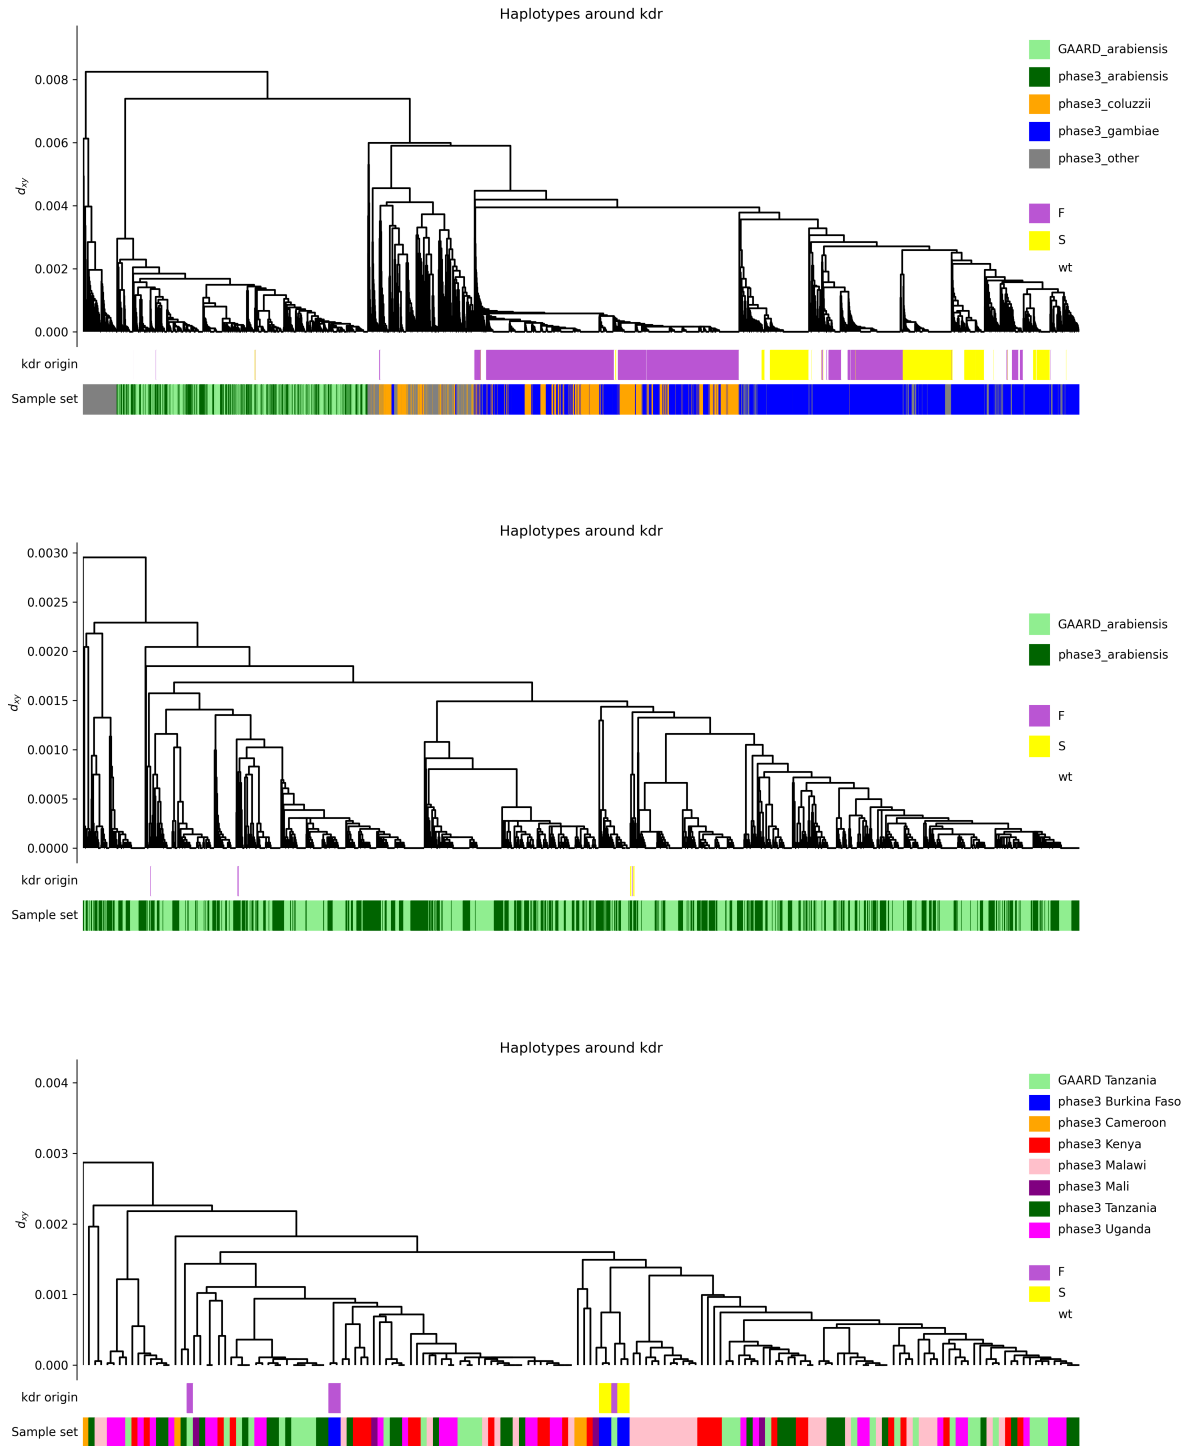 Haplotypes around kdr
GAARD_arabiensis
phase3_arabiensis
phase3_coluzzii
phase3_gambiae
phase3_other
F
S
wt
0.008
0.006
0.004
0.002
0.000
dxy
kdr origin
Sample set
Haplotypes around kdr
GAARD_arabiensis
phase3_arabiensis
F
S
wt
0.0030
0.0025
0.0020
0.0015
0.0010
0.0005
0.0000
dxy
kdr origin
Sample set
Haplotypes around kdr
GAARD Tanzania
phase3 Burkina Faso
phase3 Cameroon
phase3 Kenya
phase3 Malawi
phase3 Mali
phase3 Tanzania
phase3 Uganda
F
S
wt
0.004
0.003
0.002
0.001
0.000
dxy
kdr origin
Sample set